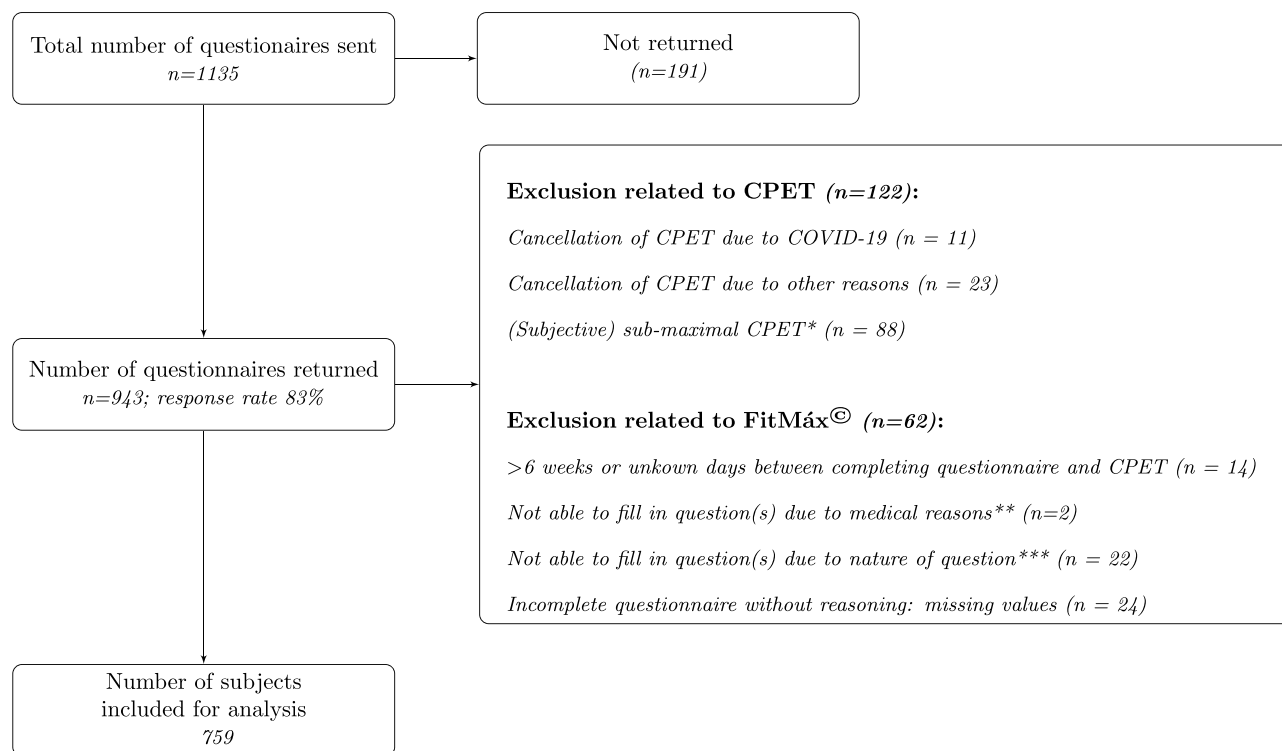 Total number of questionaires sent
n=1135
Not returned
(n=191)
Exclusion related to CPET (n=122):
Cancellation of CPET due to COVID-19 (n = 11)
Cancellation of CPET due to other reasons (n = 23)
(Subjective) sub-maximal CPET* (n = 88)
Number of questionnaires returned
n=943; response rate 83%
Exclusion related to FitMáx© (n=62):
>6 weeks or unkown days between completing questionnaire and CPET (n = 14)
Not able to fill in question(s) due to medical reasons** (n=2)
Not able to fill in question(s) due to nature of question*** (n = 22)
Incomplete questionnaire without reasoning: missing values (n = 24)
Number of subjects
included for analysis
759